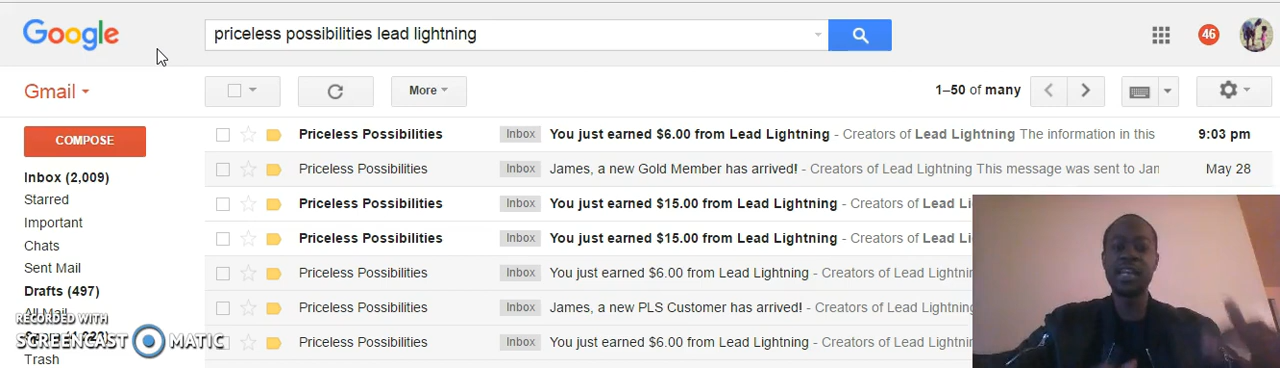 Google
priceless possibilities lead lightning
46
Gmail
More
1–50 of many
COMPOSE
Priceless Possibilities Inbox You just earned $6.00 from Lead Lightning - Creators of Lead Lightning The information in this 9:03 pm
Inbox (2,009)
Priceless Possibilities Inbox James, a new Gold Member has arrived! - Creators of Lead Lightning This message was sent to Jan May 28
Starred
Priceless Possibilities Inbox You just earned $15.00 from Lead Lightning - Creators of Lead Li
Important
Priceless Possibilities Inbox You just earned $15.00 from Lead Lightning - Creators of Lead Li
Chats
Sent Mail
Priceless Possibilities Inbox You just earned $6.00 from Lead Lightning - Creators of Lead Lightning
Drafts (497)
Priceless Possibilities Inbox James, a new PLS Customer has arrived! - Creators of Lead Lightning
All Mail
RECORDED WITH
SCREENCAST MATIC
Priceless Possibilities Inbox You just earned $6.00 from Lead Lightning - Creators of Lead Lightning
Trash